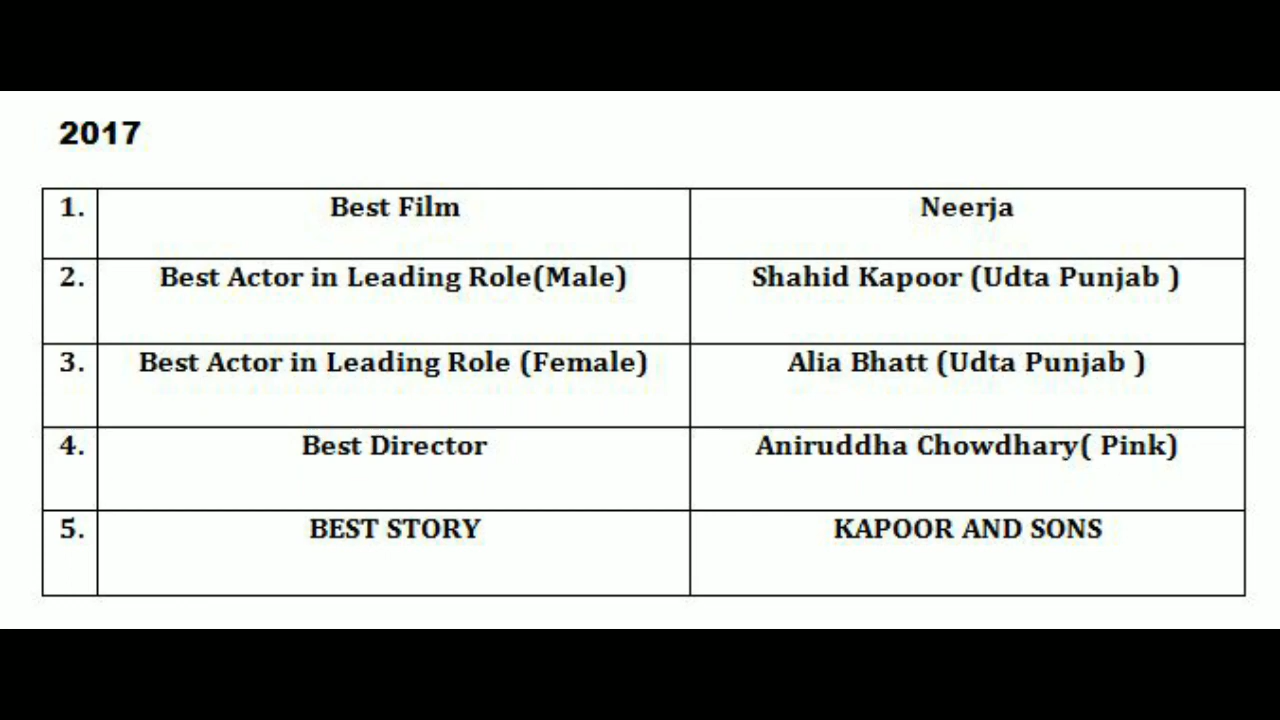 2017
1. Best Film Neerja
2. Best Actor in Leading Role(Male) Shahid Kapoor (Udta Punjab )
3. Best Actor in Leading Role (Female) Alia Bhatt (Udta Punjab )
4. Best Director Aniruddha Chowdhary( Pink)
5. BEST STORY KAPOOR AND SONS